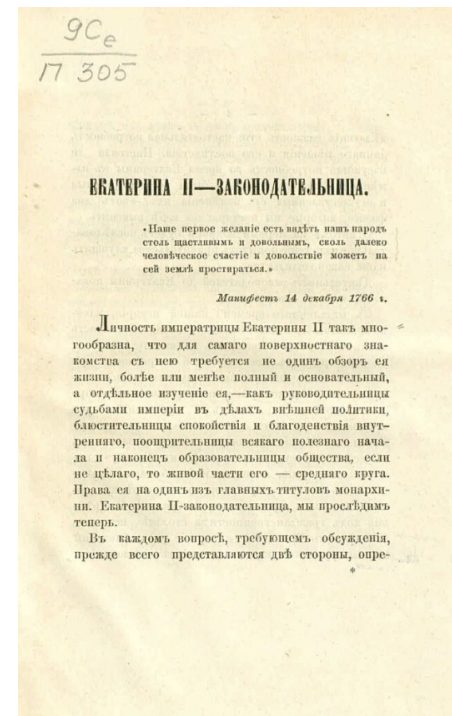 9Се
П 305
ЕКАТЕРИНА II—ЗАКОНОДАТЕЛЬНИЦА.
«Наше первое желаніе есть видѣть нашъ народъ
столь щастливымъ и довольнымъ, сколь далеко
человѣческое счастіе и довольствіе можетъ на
сей землѣ простираться.»
Манифестъ 14 декабря 1766 г.
Личность императрицы Екатерины II такъ мно-
гообразна, что для самаго поверхностнаго зна-
комства съ нею требуется не одинъ обзоръ ея
жизни, болѣе или менѣе полный и основательный,
а отдѣльное изученіе ея,—какъ руководительницы
судьбами имперіи въ дѣлахъ внѣшней политики,
блюстительницы спокойствія и благоденствія внут-
ренняго, поощрительницы всякаго полезнаго нача-
ла и наконецъ образовательницы общества, если
не цѣлаго, то живой части его — средняго круга.
Права ея на одинъ изъ главныхъ титуловъ монархи-
ни. Екатерина II-законодательница, мы прослѣдимъ
теперь.
Въ каждомъ вопросѣ, требующемъ обсужденія,
прежде всего представляются двѣ стороны, опре-
*